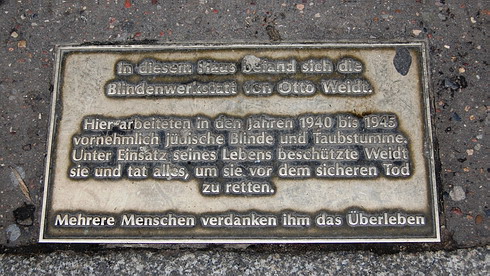 In diesem Haus befand sich die
Blindenwerkstatt von Otto Weidt.
Hier arbeiteten in den Jahren 1940 bis 1945
vornehmlich jüdische Blinde und Taubstumme.
Unter Einsatz seines Lebens beschützte Weidt
sie und tat alles, um sie vor dem sicheren Tod
zu retten.
Mehrere Menschen verdanken ihm das Überleben